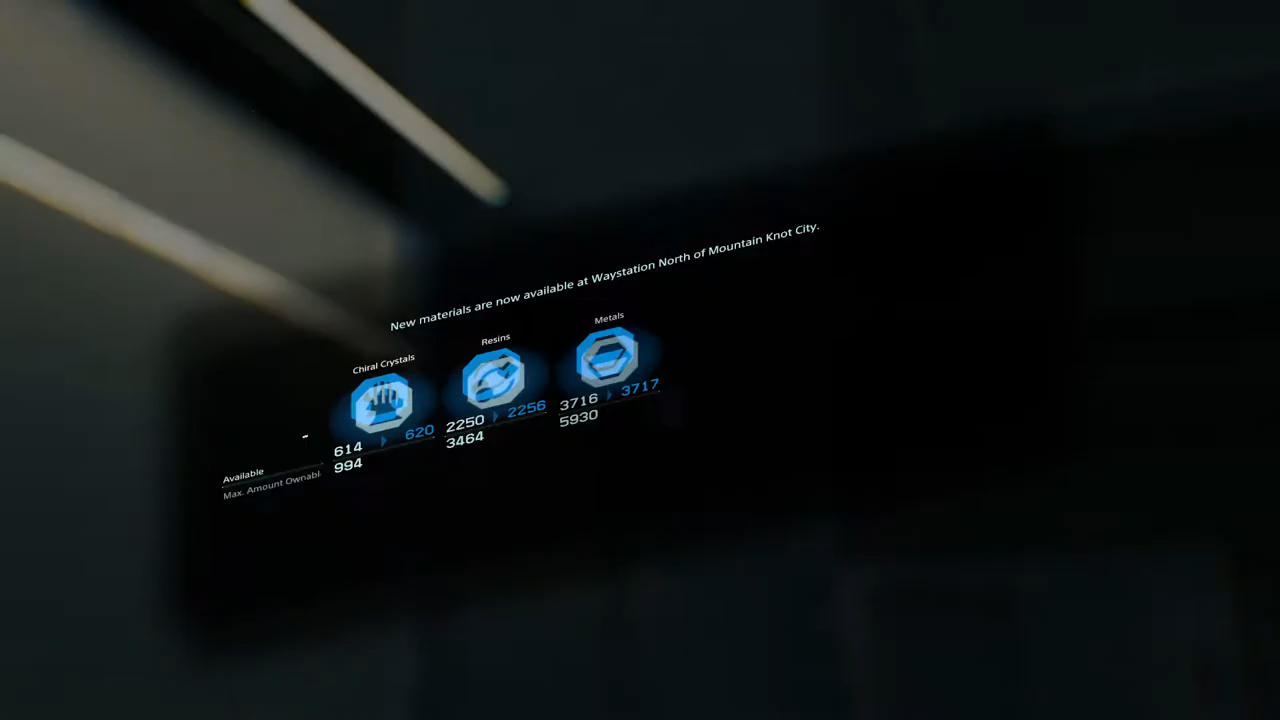 New materials are now available at Waystation North of Mountain Knot City.
Chiral Crystals
Resins
Metals
614 620
2250 2256
3716 3717
994
3464
5930
-
Available
Max. Amount Ownabl